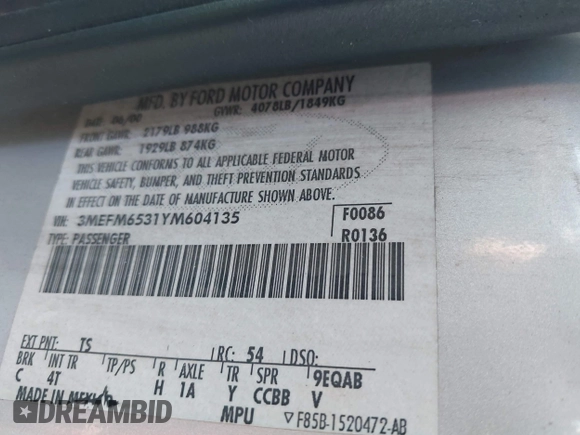 MFD. BY FORD MOTOR COMPANY
DATE: 06/00 GVWR: 4078LB/1849KG
FRONT GAWR: 2179LB 988KG
REAR GAWR: 1929LB 874KG
THIS VEHICLE CONFORMS TO ALL APPLICABLE FEDERAL MOTOR
VEHICLE SAFETY, BUMPER, AND THEFT PREVENTION STANDARDS
IN EFFECT ON THE DATE OF MANUFACTURE SHOWN ABOVE.
VIN: 3MEFM6531YM604135 F0086
TYPE: PASSENGER R0136
EXT PNT: TS RC: 54 DSO:
BRK INT TR TP/PS R AXLE TR SPR 9EQAB
C 4T H 1A Y CCBB V
MADE IN MEXICO MPU ▽F85B-1520472-AB
AUTOBIDCAR